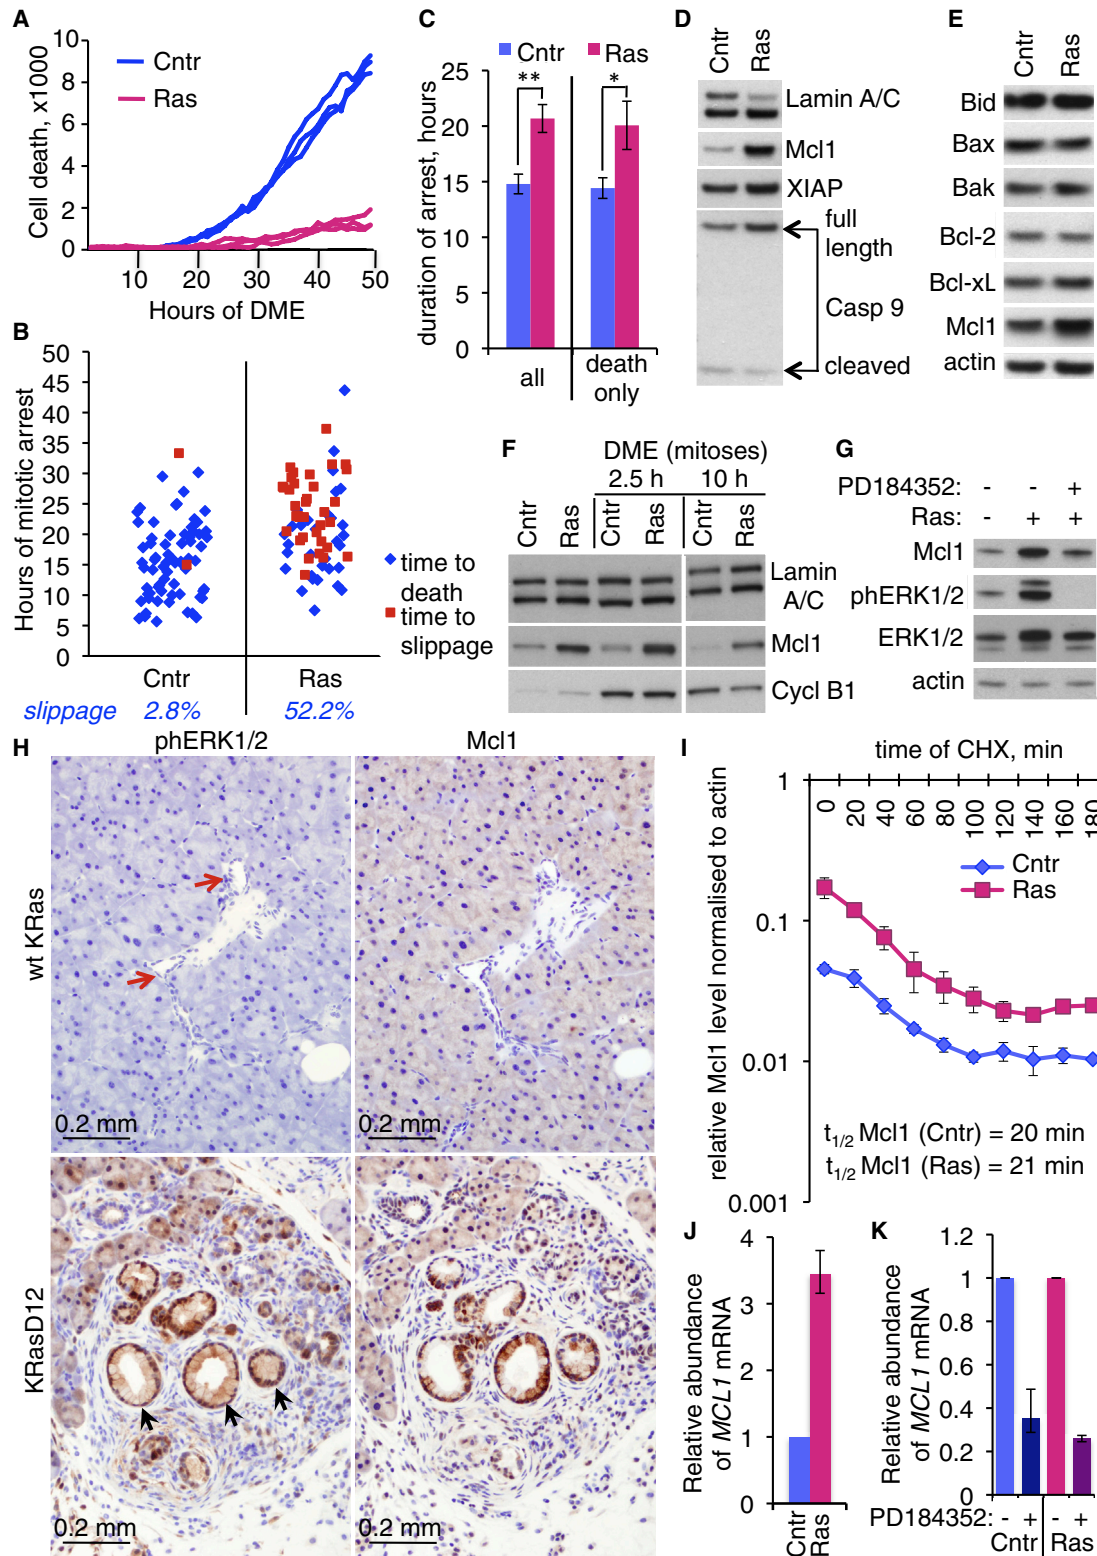 A
Cell death, x1000
10
8
6
4
2
0
Cntr
Ras
10 20 30 40 50
Hours of DME
B
Hours of mitotic arrest
50
45
40
35
30
25
20
15
10
5
0
Cntr Ras
slippage 2.8% 52.2%
time to death
time to slippage
C
Cntr Ras
duration of arrest, hours
25
20
15
10
5
0
** *
all
death only
D
Cntr Ras
Lamin A/C
Mcl1
XIAP
full length
Casp 9
cleaved
E
Cntr Ras
Bid
Bax
Bak
Bcl-2
Bcl-xL
Mcl1
actin
F
DME (mitoses)
2.5 h 10 h
Cntr Ras Cntr Ras Cntr Ras
Lamin A/C
Mcl1
Cycl B1
G
PD184352: - - +
Ras: - + +
Mcl1
phERK1/2
ERK1/2
actin
H
phERK1/2 Mcl1
wt KRas
0.2 mm 0.2 mm
KRasD12
0.2 mm 0.2 mm
I
time of CHX, min
0 20 40 60 80 100 120 140 160 180
relative Mcl1 level normalised to actin
1
0.1
0.01
0.001
Cntr
Ras
t1/2 Mcl1 (Cntr) = 20 min
t1/2 Mcl1 (Ras) = 21 min
J
Relative abundance of MCL1 mRNA
4
3
2
1
0
Cntr Ras
K
Relative abundance of MCL1 mRNA
1.2
1
0.8
0.6
0.4
0.2
0
PD184352: - + - +
Cntr Ras